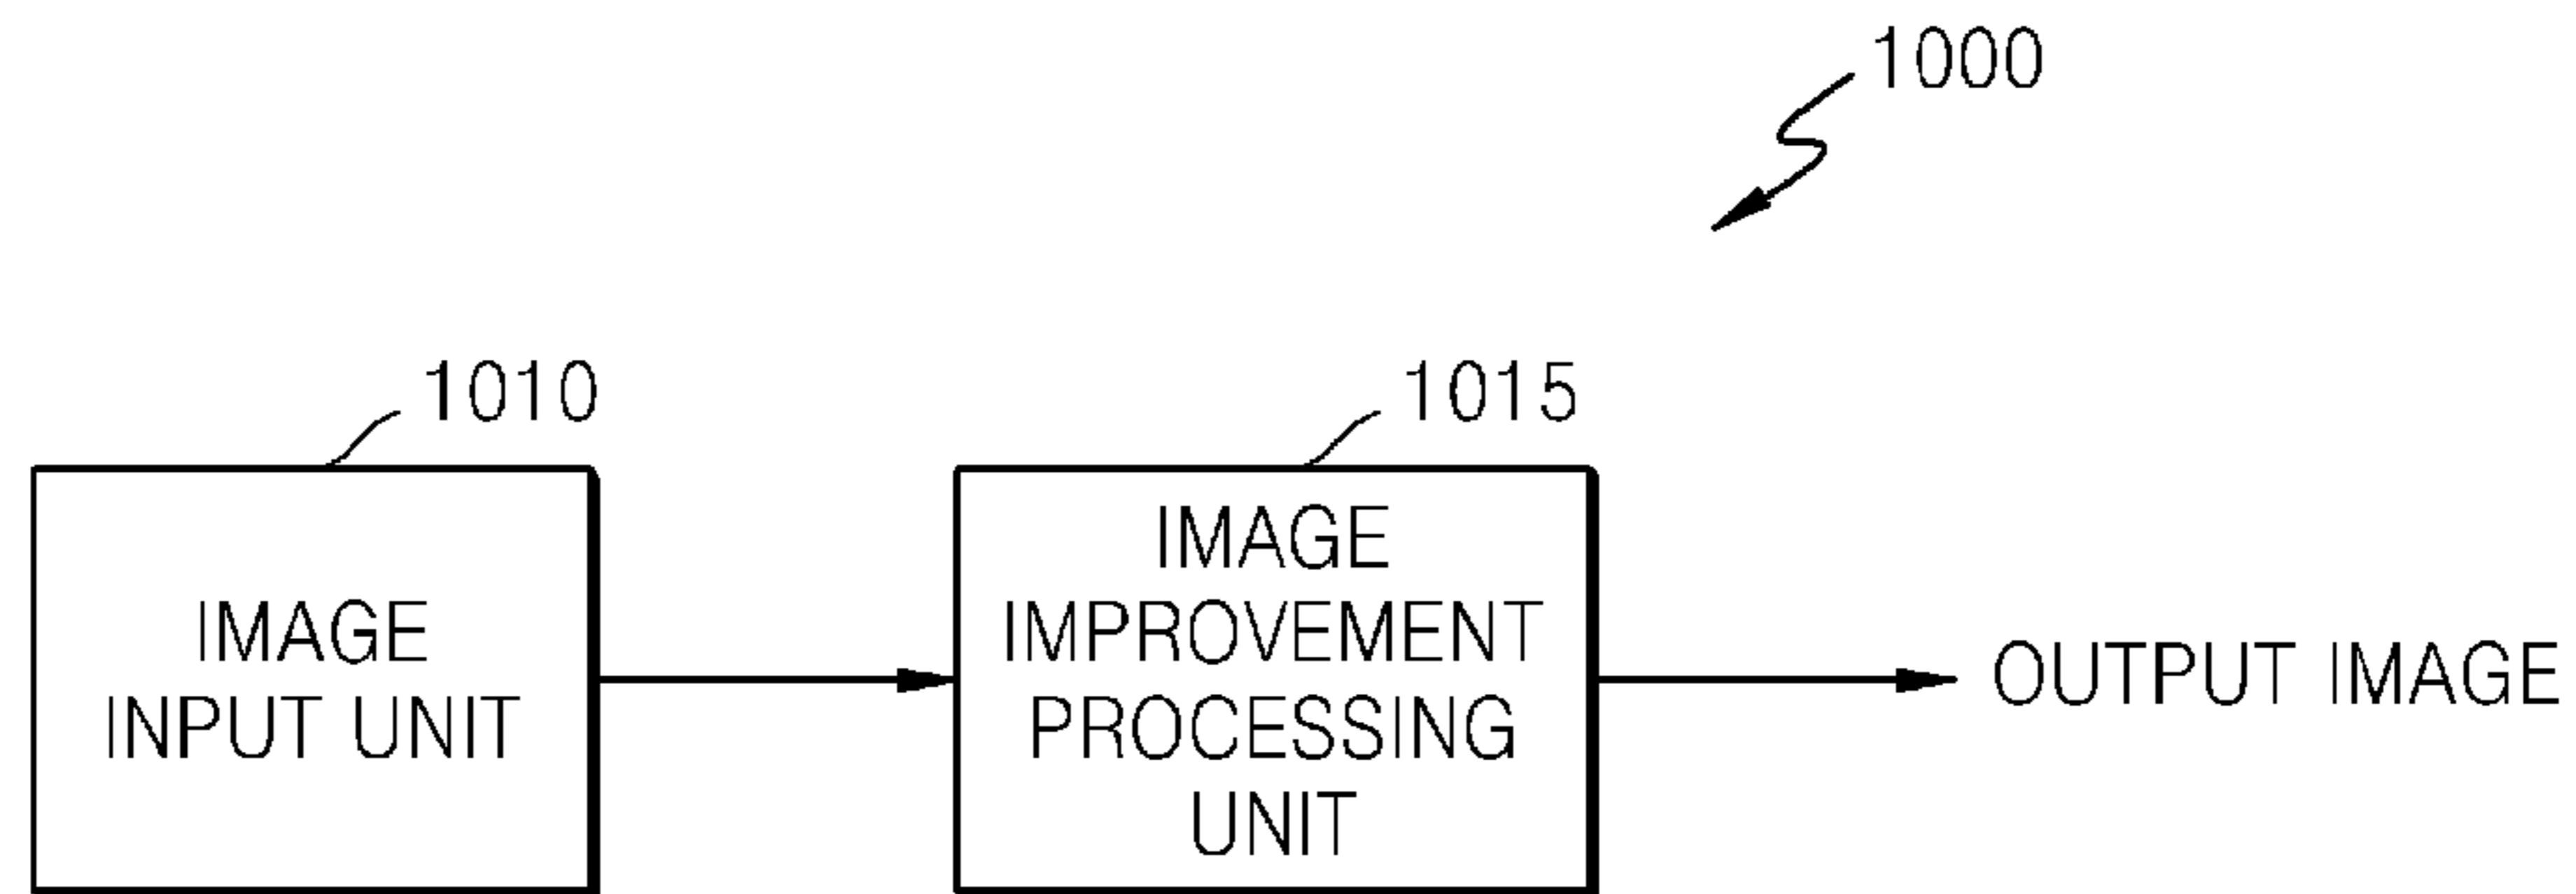 1000
1010
1015
IMAGE
INPUT UNIT
IMAGE
IMPROVEMENT
PROCESSING
UNIT
OUTPUT IMAGE